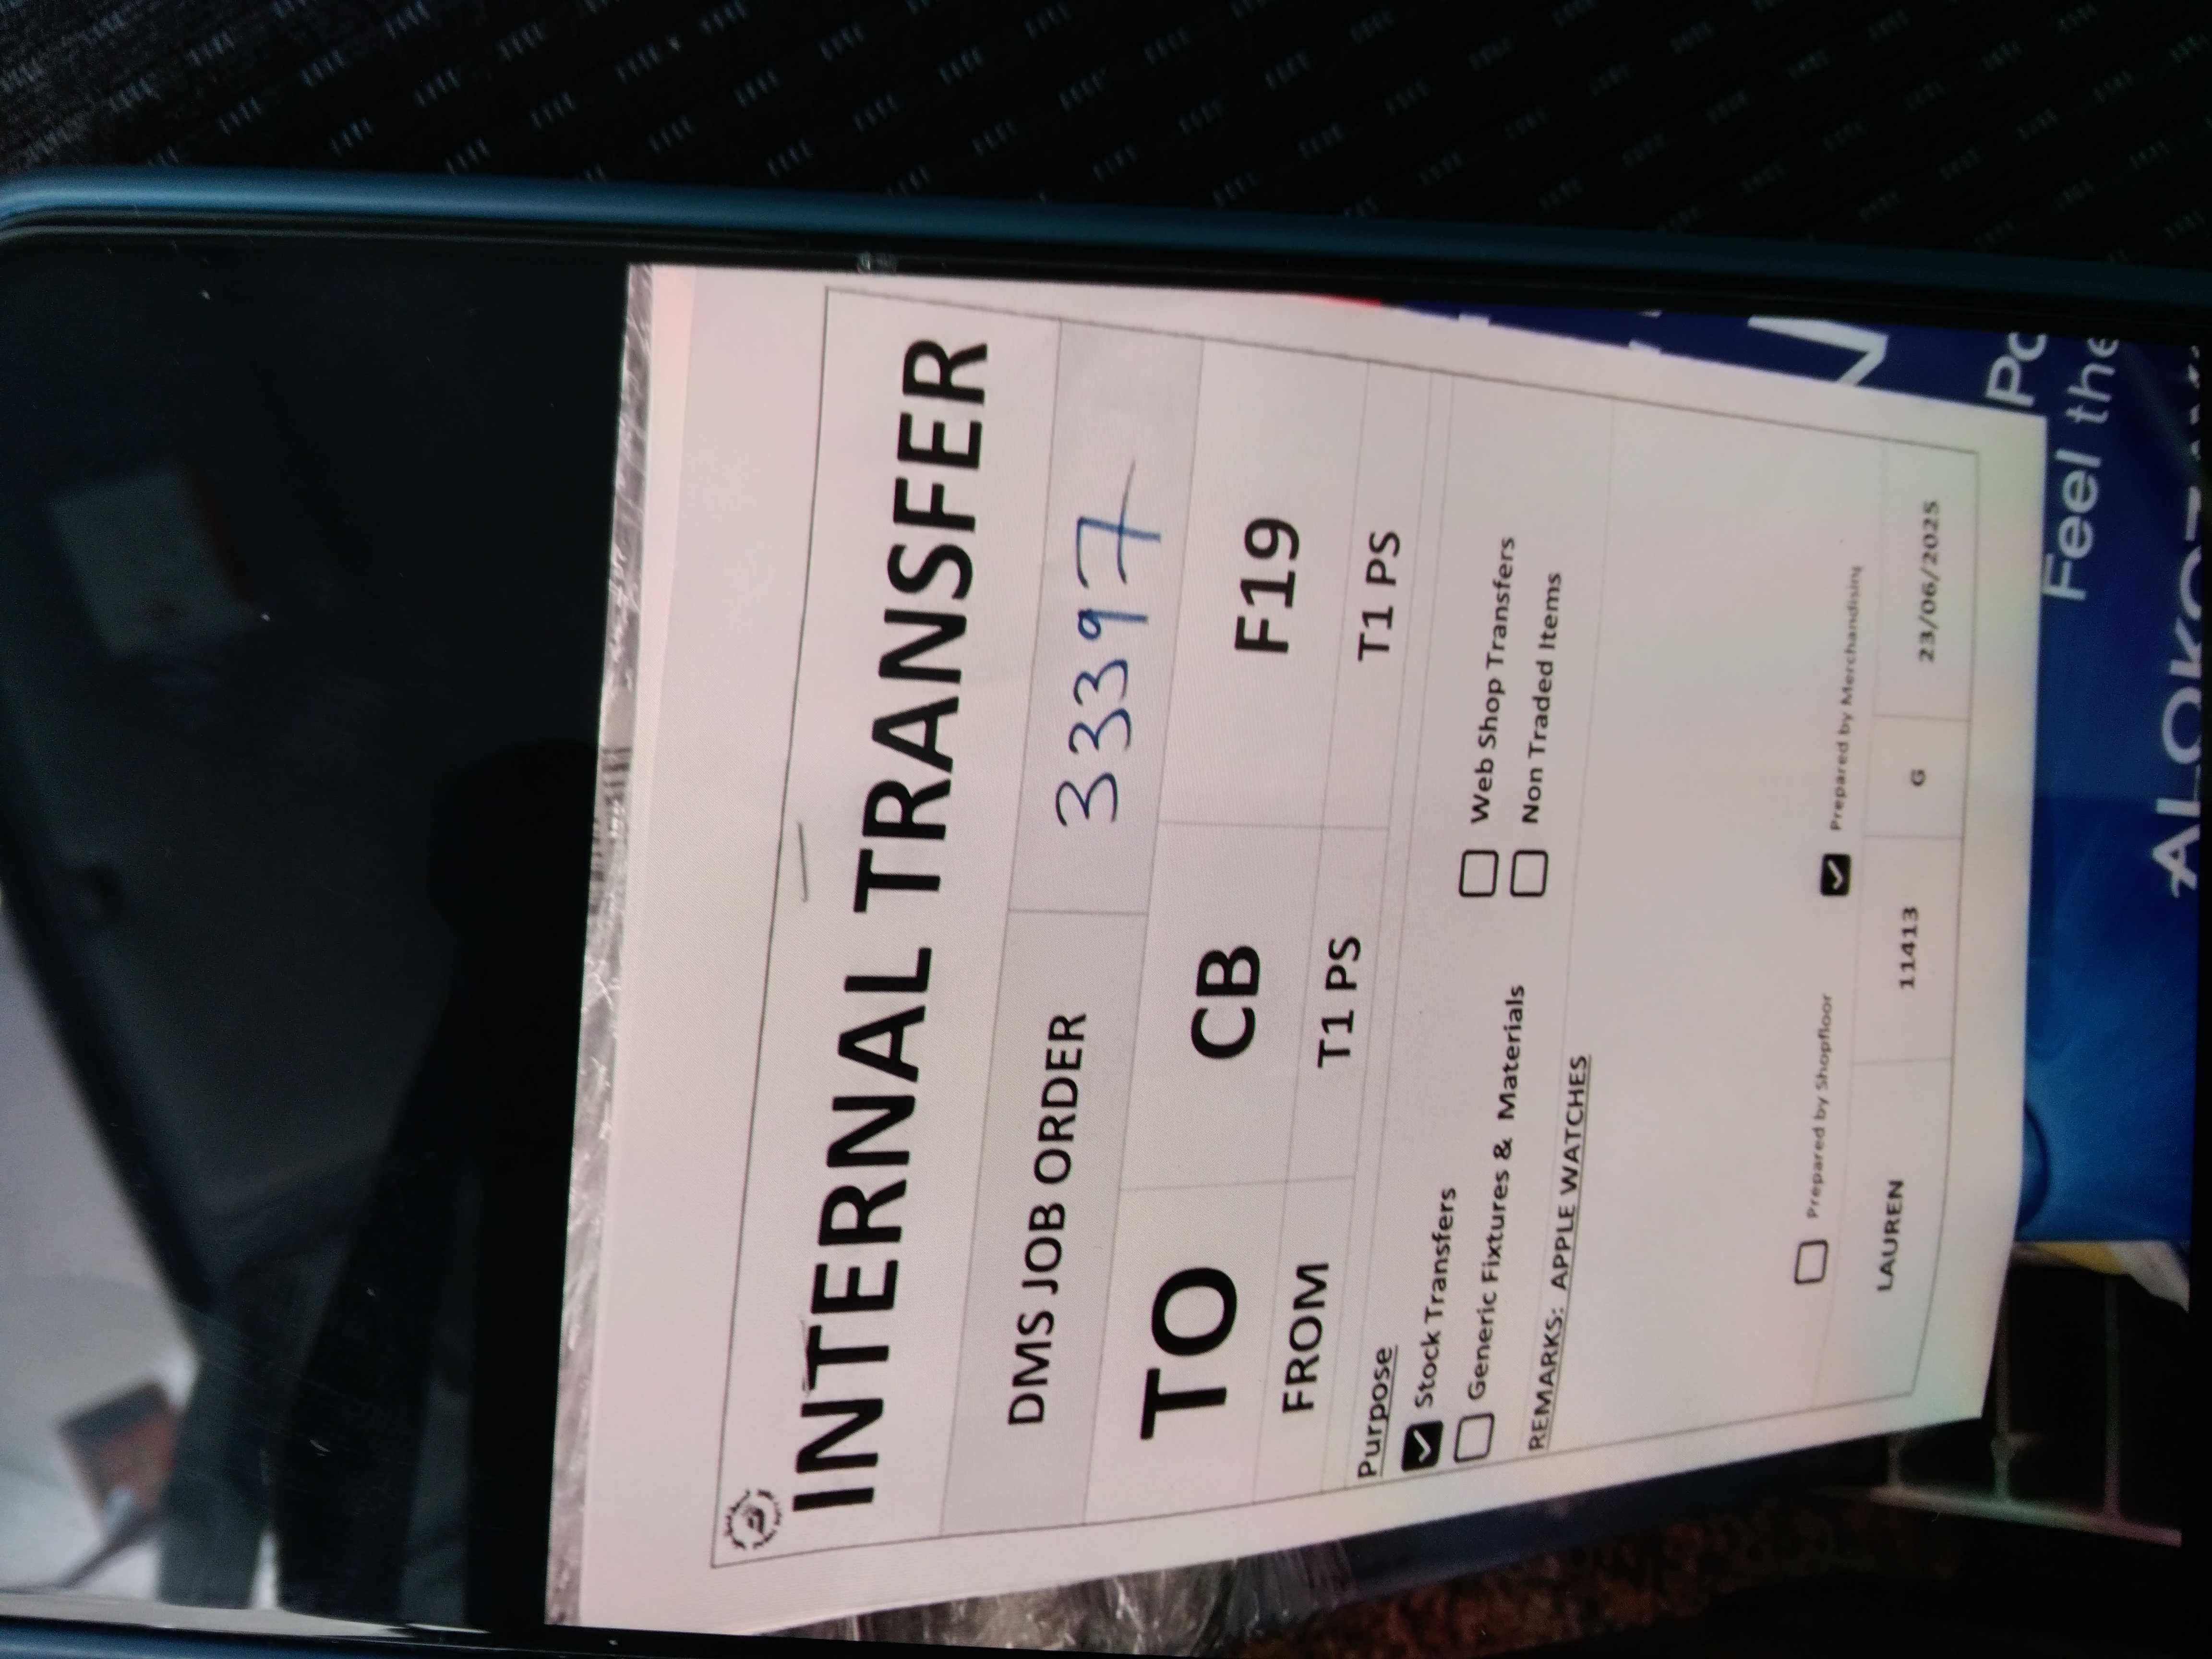 INTERNAL TRANSFER
DMS JOB ORDER 33397
TO CB F19
FROM T1 PS T1 PS
Purpose
Stock Transfers Web Shop Transfers
Generic Fixtures & Materials Non Traded Items
REMARKS: APPLE WATCHES
Prepared by Shopfloor Prepared by Merchandising
LAUREN 11413 G 23/06/2025
Feel the